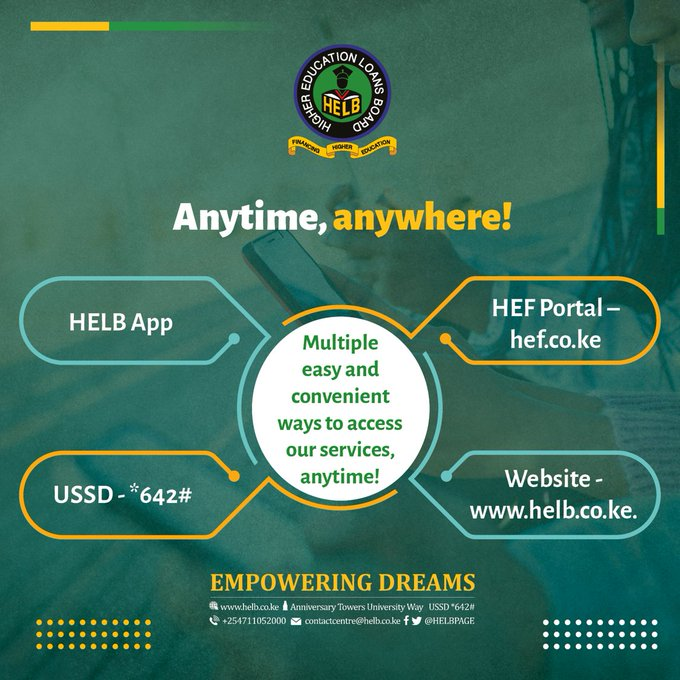 HIGHER EDUCATION LOANS BOARD
HELB
FINANCING HIGHER EDUCATION
Anytime, anywhere!
HELB App
HEF Portal –
hef.co.ke
Multiple
easy and
convenient
ways to access
our services,
anytime!
USSD - *642#
Website -
www.helb.co.ke.
EMPOWERING DREAMS
www.helb.co.ke Anniversary Towers University Way USSD *642#
+254711052000 contactcentre@helb.co.ke @HELBPAGE